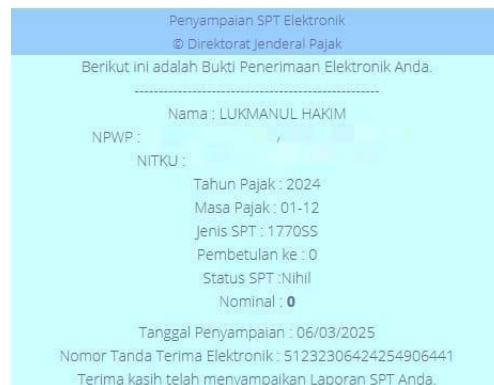 Penyampaian SPT Elektronik
© Direktorat Jenderal Pajak
Berikut ini adalah Bukti Penerimaan Elektronik Anda.
----------------------------------------------------
Nama : LUKMANUL HAKIM
NPWP :
NITKU :
Tahun Pajak : 2024
Masa Pajak : 01-12
Jenis SPT : 1770SS
Pembetulan ke : 0
Status SPT :Nihil
Nominal : 0
Tanggal Penyampaian : 06/03/2025
Nomor Tanda Terima Elektronik : 51232306424254906441
Terima kasih telah menyampaikan Laporan SPT Anda.